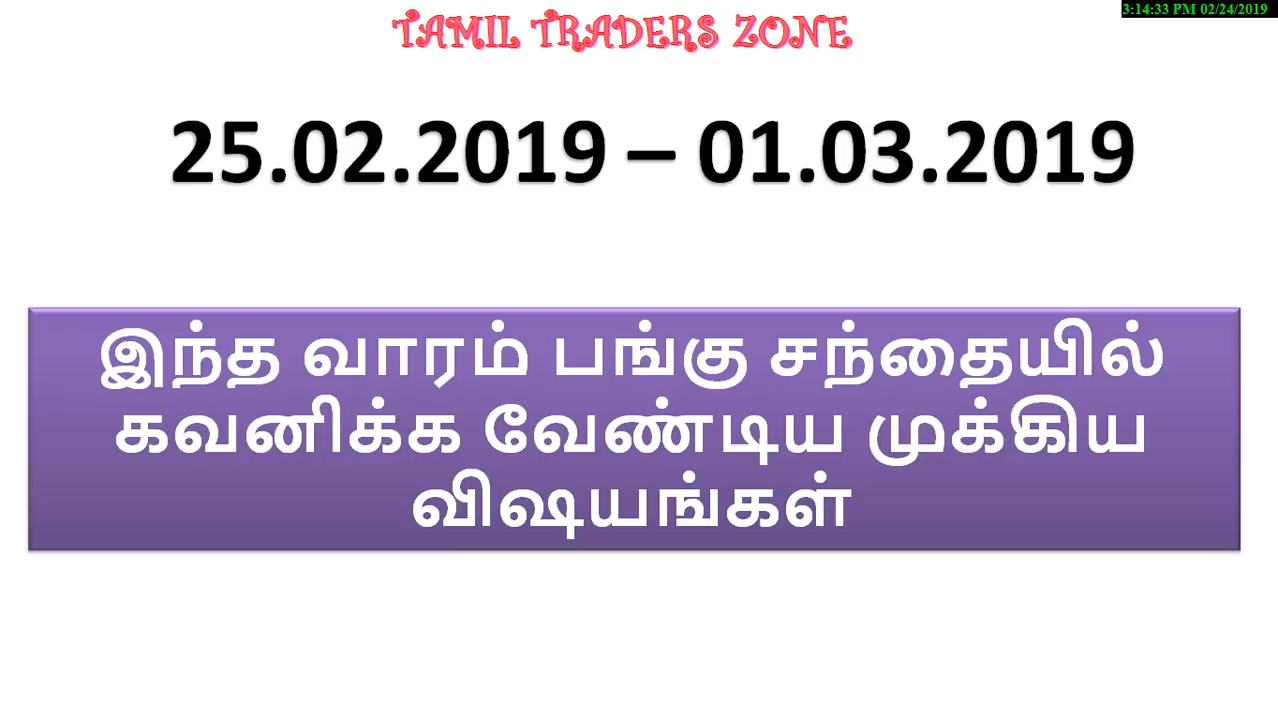 3:14:33 PM 02/24/2019
TAMIL TRADERS ZONE
25.02.2019 – 01.03.2019
இந்த வாரம் பங்கு சந்தையில்
கவனிக்க வேண்டிய முக்கிய
விஷயங்கள்